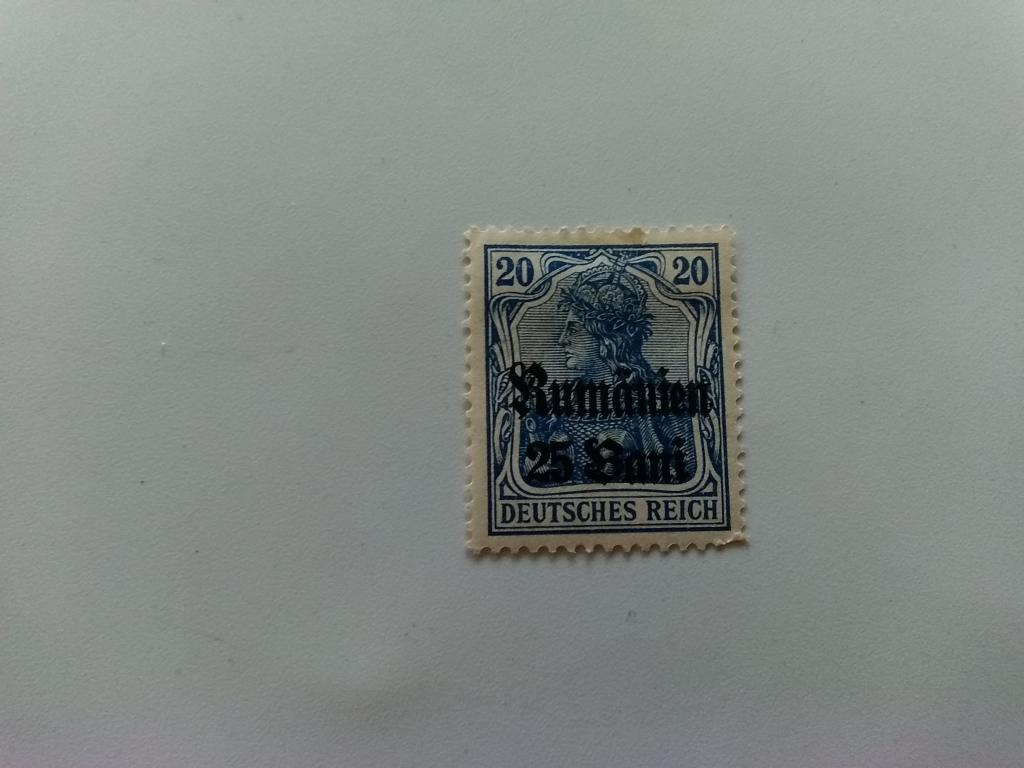 20 20
Rumänien
25 Bani
DEUTSCHES REICH